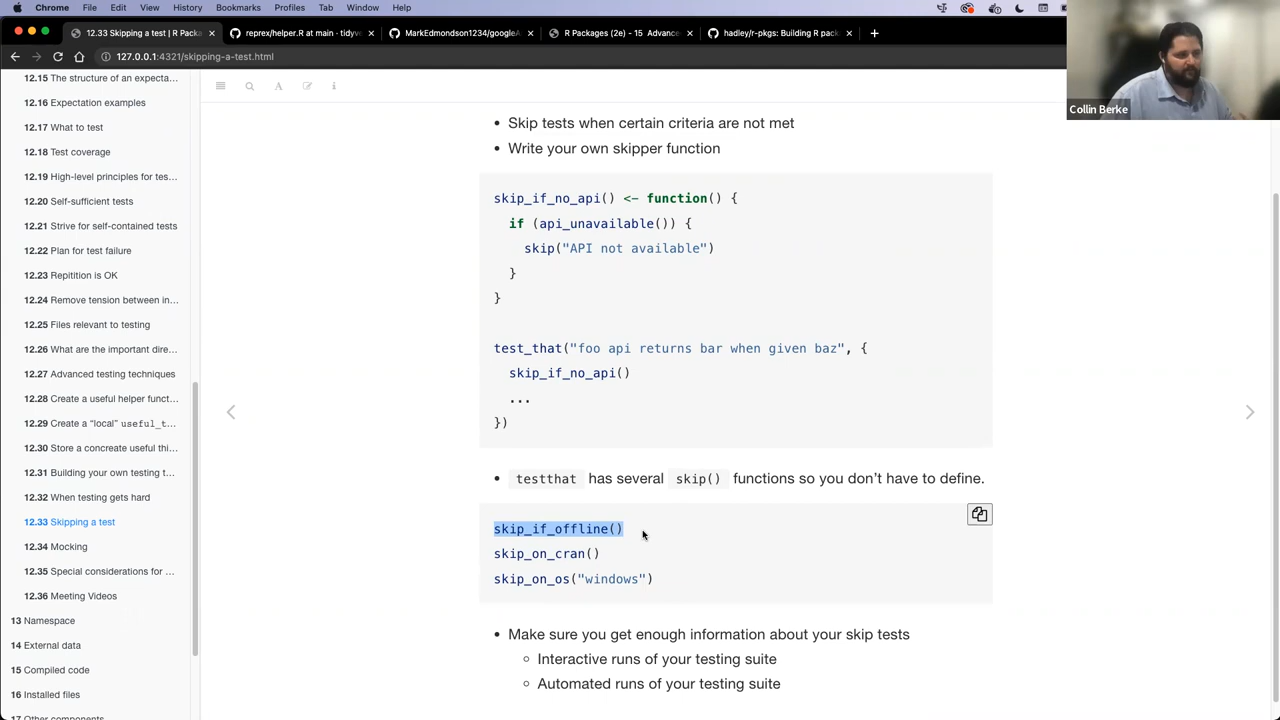 Chrome File Edit View History Bookmarks Profiles Tab Window Help
12.33 Skipping a test | R Packa
reprex/helper.R at main · tidyve
MarkEdmondson1234/googleA
R Packages (2e) - 15 Advance
hadley/r-pkgs: Building R pack
127.0.0.1:4321/skipping-a-test.html
Collin Berke
12.15 The structure of an expecta...
12.16 Expectation examples
12.17 What to test
12.18 Test coverage
12.19 High-level principles for tes...
12.20 Self-sufficient tests
12.21 Strive for self-contained tests
12.22 Plan for test failure
12.23 Repitition is OK
12.24 Remove tension between in...
12.25 Files relevant to testing
12.26 What are the important dire...
12.27 Advanced testing techniques
12.28 Create a useful helper funct...
12.29 Create a “local” useful_t...
12.30 Store a concreate useful thi...
12.31 Building your own testing t...
12.32 When testing gets hard
12.33 Skipping a test
12.34 Mocking
12.35 Special considerations for ...
12.36 Meeting Videos
13 Namespace
14 External data
15 Compiled code
16 Installed files
17 Other components
• Skip tests when certain criteria are not met
• Write your own skipper function
skip_if_no_api() <- function() {
if (api_unavailable()) {
skip("API not available")
}
}
test_that("foo api returns bar when given baz", {
skip_if_no_api()
...
})
• testthat has several skip() functions so you don’t have to define.
skip_if_offline()
skip_on_cran()
skip_on_os("windows")
• Make sure you get enough information about your skip tests
○ Interactive runs of your testing suite
○ Automated runs of your testing suite